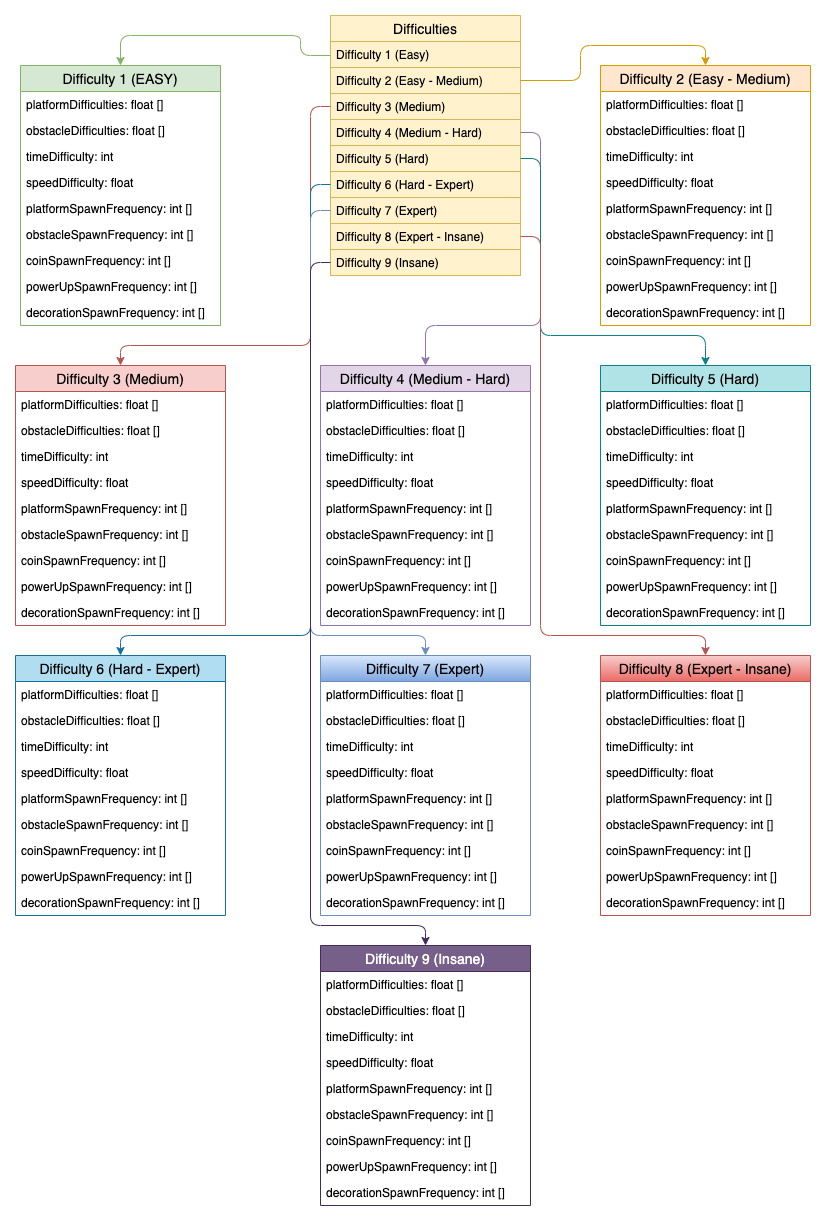 Difficulties
Difficulty 1 (Easy)
Difficulty 2 (Easy - Medium)
Difficulty 3 (Medium)
Difficulty 4 (Medium - Hard)
Difficulty 5 (Hard)
Difficulty 6 (Hard - Expert)
Difficulty 7 (Expert)
Difficulty 8 (Expert - Insane)
Difficulty 9 (Insane)
Difficulty 1 (EASY)
platformDifficulties: float []
obstacleDifficulties: float []
timeDifficulty: int
speedDifficulty: float
platformSpawnFrequency: int []
obstacleSpawnFrequency: int []
coinSpawnFrequency: int []
powerUpSpawnFrequency: int []
decorationSpawnFrequency: int []
Difficulty 2 (Easy - Medium)
platformDifficulties: float []
obstacleDifficulties: float []
timeDifficulty: int
speedDifficulty: float
platformSpawnFrequency: int []
obstacleSpawnFrequency: int []
coinSpawnFrequency: int []
powerUpSpawnFrequency: int []
decorationSpawnFrequency: int []
Difficulty 3 (Medium)
platformDifficulties: float []
obstacleDifficulties: float []
timeDifficulty: int
speedDifficulty: float
platformSpawnFrequency: int []
obstacleSpawnFrequency: int []
coinSpawnFrequency: int []
powerUpSpawnFrequency: int []
decorationSpawnFrequency: int []
Difficulty 4 (Medium - Hard)
platformDifficulties: float []
obstacleDifficulties: float []
timeDifficulty: int
speedDifficulty: float
platformSpawnFrequency: int []
obstacleSpawnFrequency: int []
coinSpawnFrequency: int []
powerUpSpawnFrequency: int []
decorationSpawnFrequency: int []
Difficulty 5 (Hard)
platformDifficulties: float []
obstacleDifficulties: float []
timeDifficulty: int
speedDifficulty: float
platformSpawnFrequency: int []
obstacleSpawnFrequency: int []
coinSpawnFrequency: int []
powerUpSpawnFrequency: int []
decorationSpawnFrequency: int []
Difficulty 6 (Hard - Expert)
platformDifficulties: float []
obstacleDifficulties: float []
timeDifficulty: int
speedDifficulty: float
platformSpawnFrequency: int []
obstacleSpawnFrequency: int []
coinSpawnFrequency: int []
powerUpSpawnFrequency: int []
decorationSpawnFrequency: int []
Difficulty 7 (Expert)
platformDifficulties: float []
obstacleDifficulties: float []
timeDifficulty: int
speedDifficulty: float
platformSpawnFrequency: int []
obstacleSpawnFrequency: int []
coinSpawnFrequency: int []
powerUpSpawnFrequency: int []
decorationSpawnFrequency: int []
Difficulty 8 (Expert - Insane)
platformDifficulties: float []
obstacleDifficulties: float []
timeDifficulty: int
speedDifficulty: float
platformSpawnFrequency: int []
obstacleSpawnFrequency: int []
coinSpawnFrequency: int []
powerUpSpawnFrequency: int []
decorationSpawnFrequency: int []
Difficulty 9 (Insane)
platformDifficulties: float []
obstacleDifficulties: float []
timeDifficulty: int
speedDifficulty: float
platformSpawnFrequency: int []
obstacleSpawnFrequency: int []
coinSpawnFrequency: int []
powerUpSpawnFrequency: int []
decorationSpawnFrequency: int []